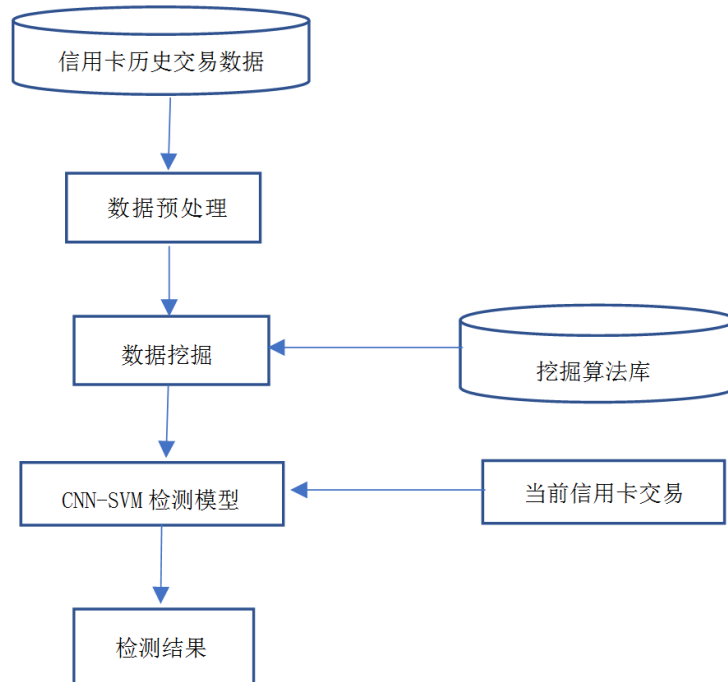 信用卡历史交易数据
数据预处理
数据挖掘
挖掘算法库
CNN-SVM 检测模型
当前信用卡交易
检测结果